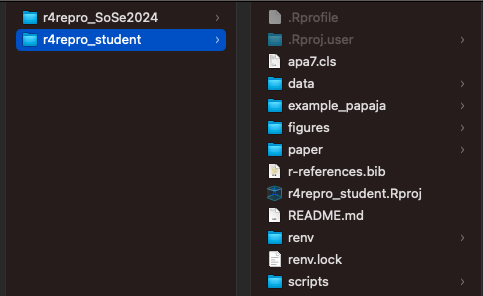 r4repro_SoSe2024
r4repro_student
.Rprofile
.Rproj.user
apa7.cls
data
example_papaja
figures
paper
r-references.bib
r4repro_student.Rproj
README.md
renv
renv.lock
scripts